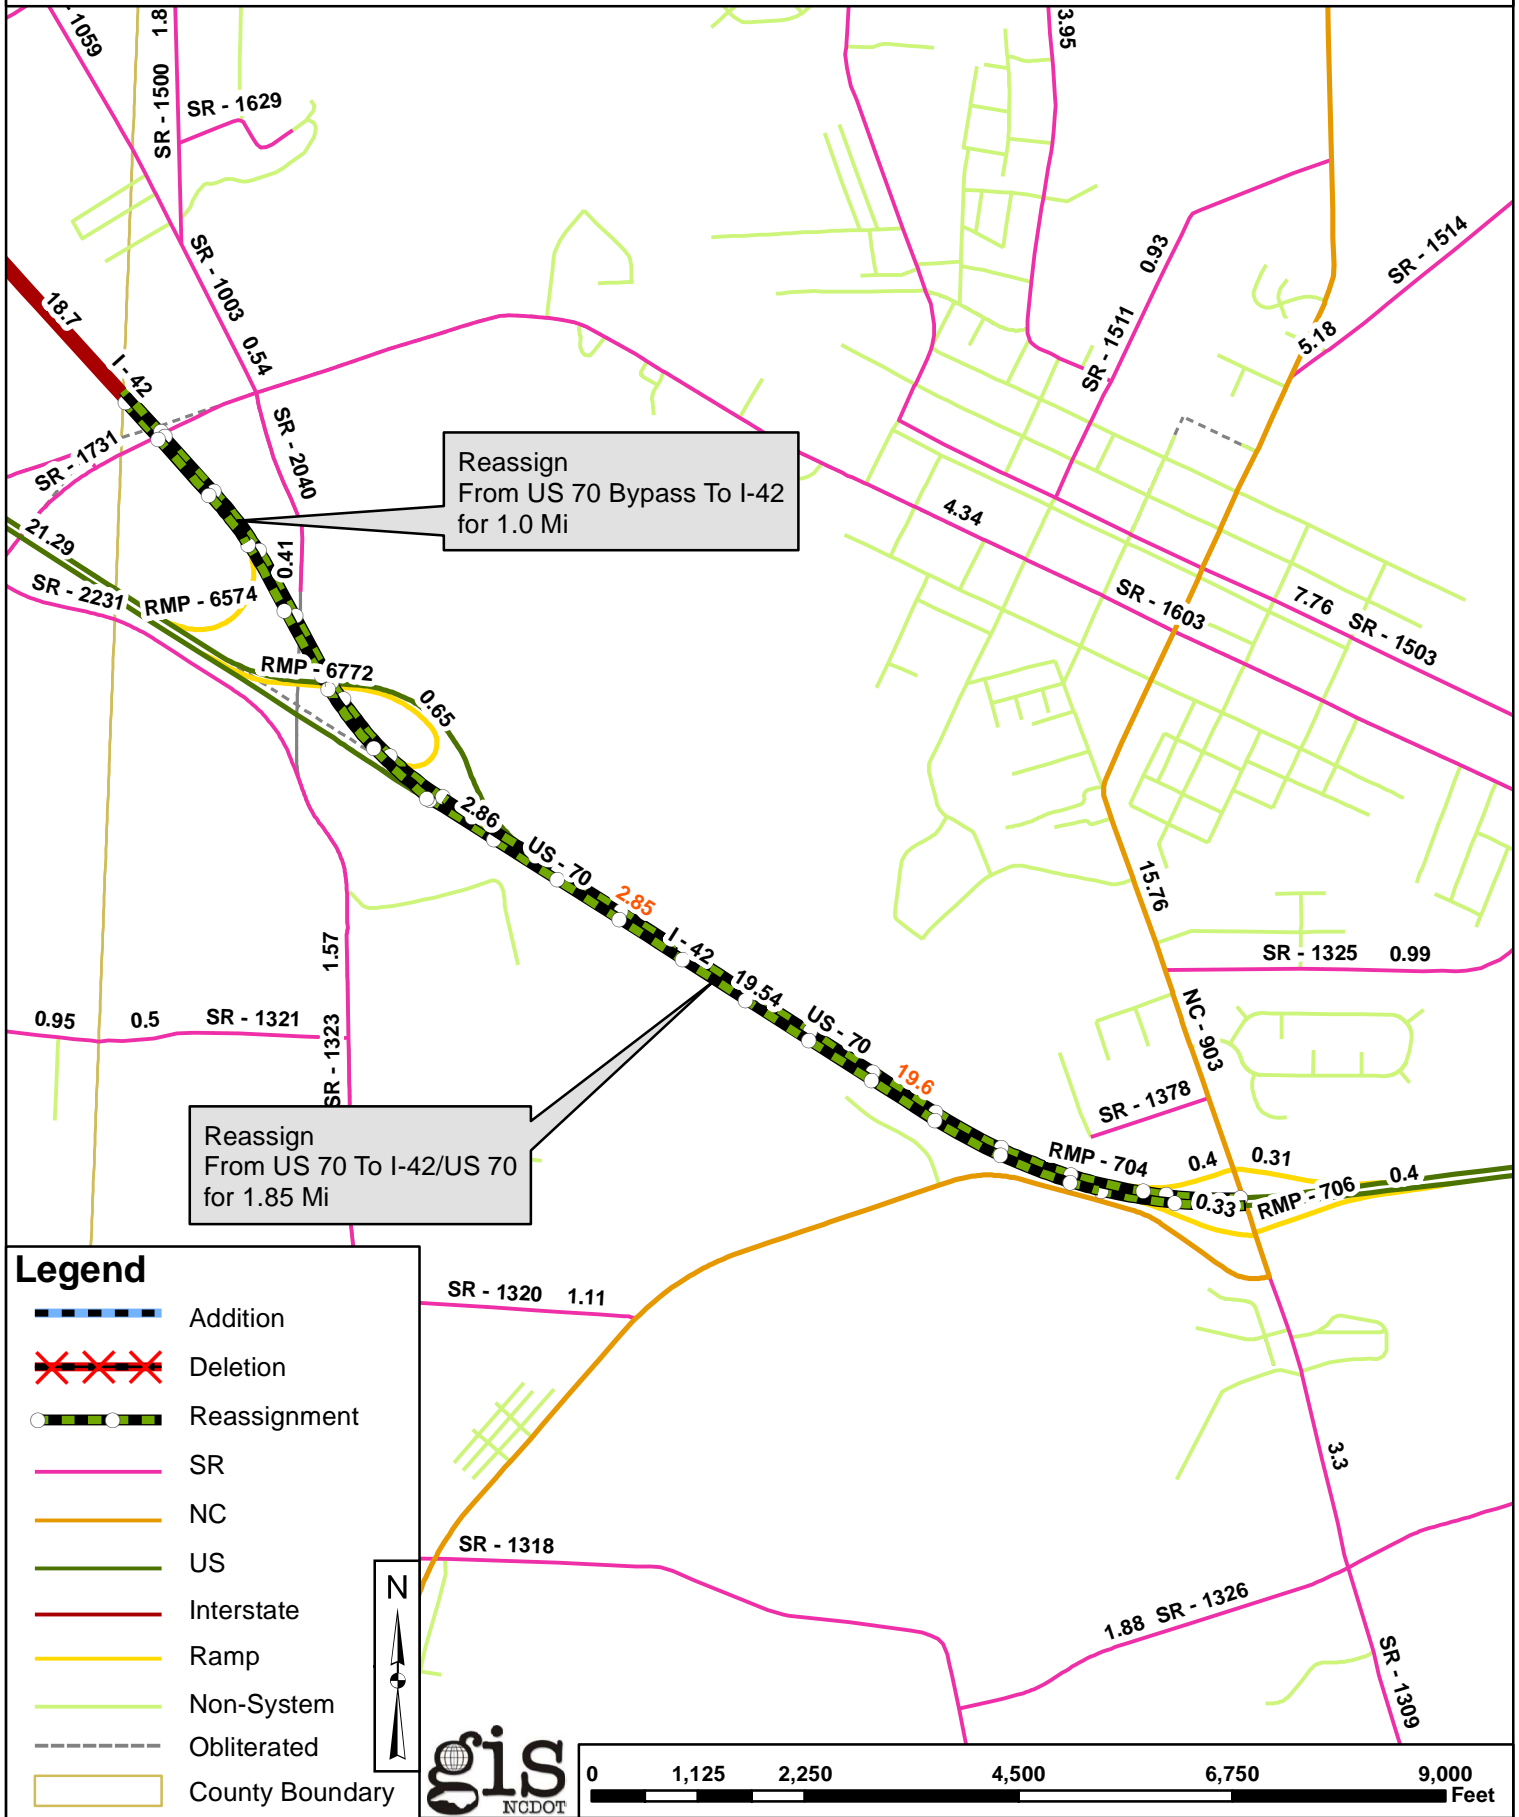 1059
SR - 1500 1.8
SR - 1629
3.95
SR - 1003 0.54
18.7
I - 42
SR - 1731
SR - 2040
0.41
21.29
SR - 2231
RMP - 6574
RMP - 6772
0.65
Reassign
From US 70 Bypass To I-42
for 1.0 Mi
0.93
SR - 1511
SR - 1514
5.18
4.34
SR - 1603
7.76 SR - 1503
2.86
US - 70
2.85
I - 42
19.54
US - 70
19.6
15.76
SR - 1325 0.99
NC - 903
SR - 1378
1.57
SR - 1323
0.95 0.5 SR - 1321
Reassign
From US 70 To I-42/US 70
for 1.85 Mi
RMP - 704
0.4
0.31
0.33
RMP - 706
0.4
SR - 1320 1.11
3.3
SR - 1318
1.88 SR - 1326
SR - 1309
Legend
Addition
Deletion
Reassignment
SR
NC
US
Interstate
Ramp
Non-System
Obliterated
County Boundary
N
gis
NCDOT
0 1,125 2,250 4,500 6,750 9,000
Feet